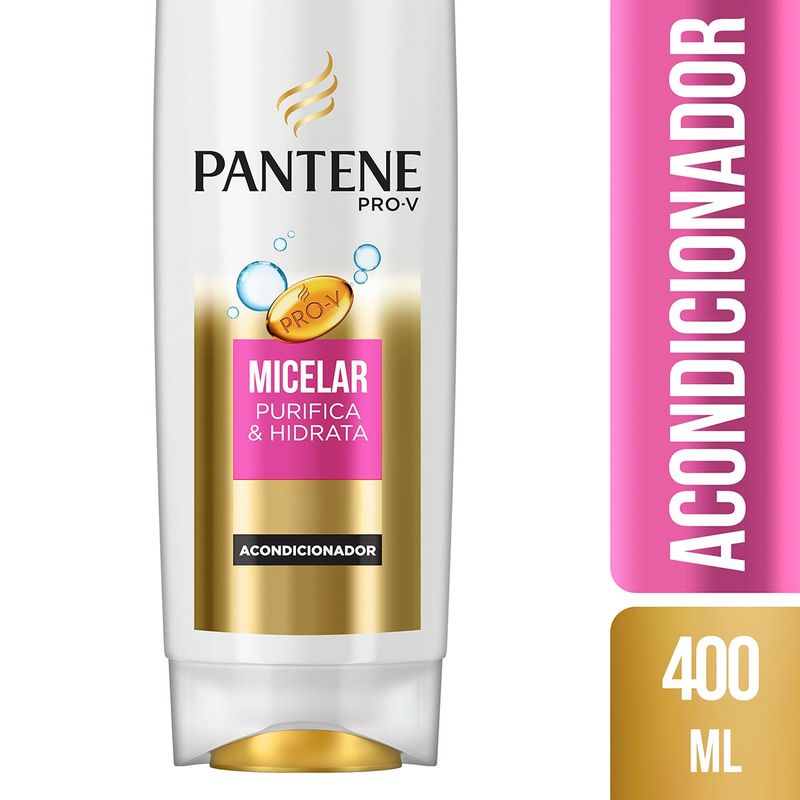 PANTENE
PRO-V
PRO-V
MICELAR
PURIFICA
& HIDRATA
ACONDICIONADOR
ACONDICIONADOR
400
ML